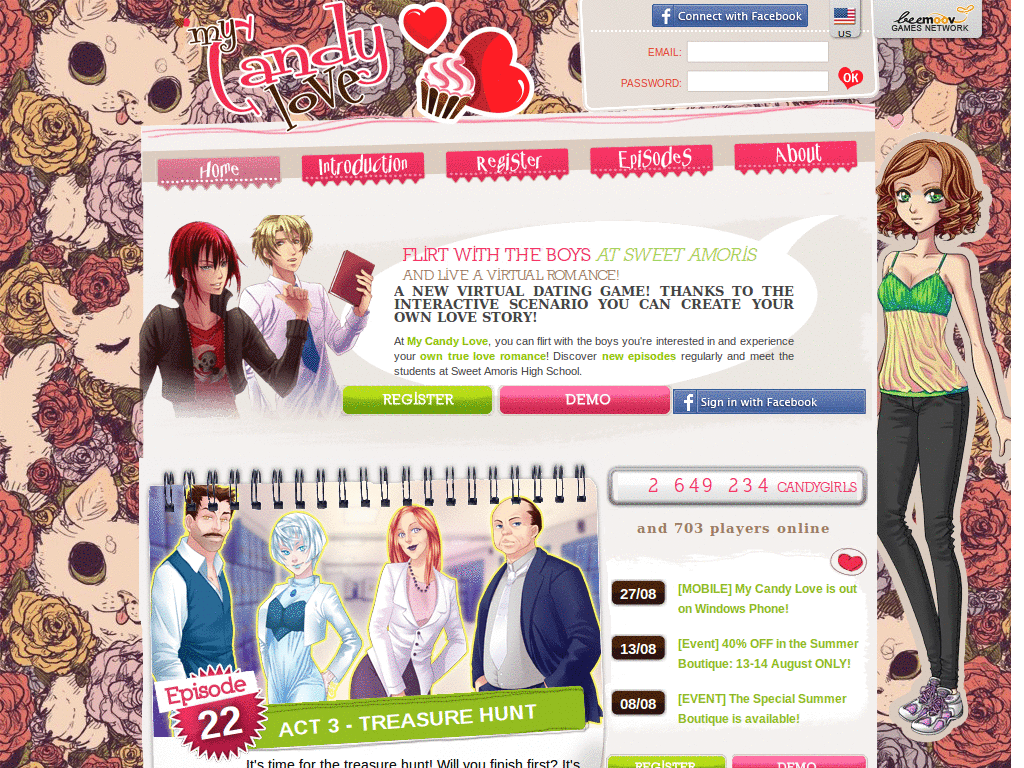 my Candy love
Connect with Facebook
US
beemoov
GAMES NETWORK
EMAIL:
PASSWORD:
OK
Home
Introduction
Register
Episodes
About
FLIRT WITH THE BOYS AT SWEET AMORIS
AND LIVE A VIRTUAL ROMANCE!
A NEW VIRTUAL DATING GAME! THANKS TO THE
INTERACTIVE SCENARIO YOU CAN CREATE YOUR
OWN LOVE STORY!
At My Candy Love, you can flirt with the boys you're interested in and experience
your own true love romance! Discover new episodes regularly and meet the
students at Sweet Amoris High School.
REGISTER
DEMO
Sign in with Facebook
2 649 234 CANDYGIRLS
and 703 players online
27/08
[MOBILE] My Candy Love is out
on Windows Phone!
13/08
[Event] 40% OFF in the Summer
Boutique: 13-14 August ONLY!
08/08
[EVENT] The Special Summer
Boutique is available!
Episode
22
ACT 3 - TREASURE HUNT
It's time for the treasure hunt! Will you finish first? It's
REGISTER
DEMO